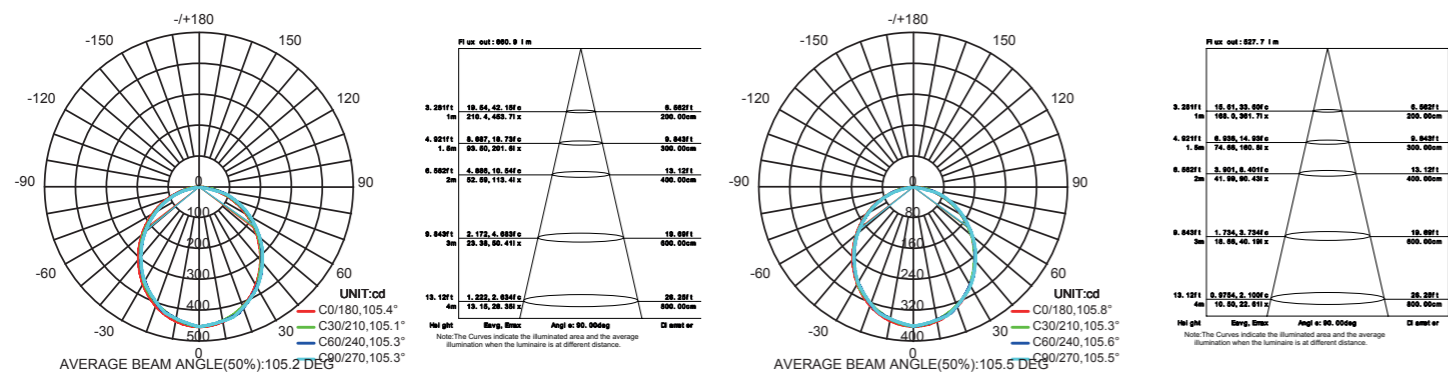 -/+180
-150
150
-120
120
-90
90
-60
60
-30
30
0
0
100
200
300
400
500
UNIT:cd
C0/180,105.4°
C30/210,105.1°
C60/240,105.3°
C90/270,105.3°
AVERAGE BEAM ANGLE(50%):105.2 DEG
Flux out:660.9 lm
3.281ft 19.54, 42.15fc 6.562ft
1m 210.4, 453.7lx 200.00cm
4.921ft 8.687, 18.73fc 9.843ft
1.5m 93.50, 201.6lx 300.00cm
6.562ft 4.886, 10.54fc 13.12ft
2m 52.59, 113.4lx 400.00cm
9.843ft 2.172, 4.683fc 19.69ft
3m 23.38, 50.41lx 600.00cm
13.12ft 1.222, 2.634fc 26.25ft
4m 13.15, 28.35lx 800.00cm
Height Eavg, Emax Angle: 90.00deg Diameter
Note:The Curves indicate the illuminated area and the average
illumination when the luminaire is at different distance.
-/+180
-150
150
-120
120
-90
90
-60
60
-30
30
0
0
80
160
240
320
400
UNIT:cd
C0/180,105.8°
C30/210,105.3°
C60/240,105.6°
C90/270,105.5°
AVERAGE BEAM ANGLE(50%):105.5 DEG
Flux out:527.7 lm
3.281ft 15.61, 33.60fc 6.562ft
1m 168.0, 361.7lx 200.00cm
4.921ft 6.936, 14.93fc 9.843ft
1.5m 74.66, 160.8lx 300.00cm
6.562ft 3.901, 8.401fc 13.12ft
2m 41.99, 90.43lx 400.00cm
9.843ft 1.734, 3.734fc 19.69ft
3m 18.66, 40.19lx 600.00cm
13.12ft 0.9754, 2.100fc 26.25ft
4m 10.50, 22.61lx 800.00cm
Height Eavg, Emax Angle: 90.00deg Diameter
Note:The Curves indicate the illuminated area and the average
illumination when the luminaire is at different distance.